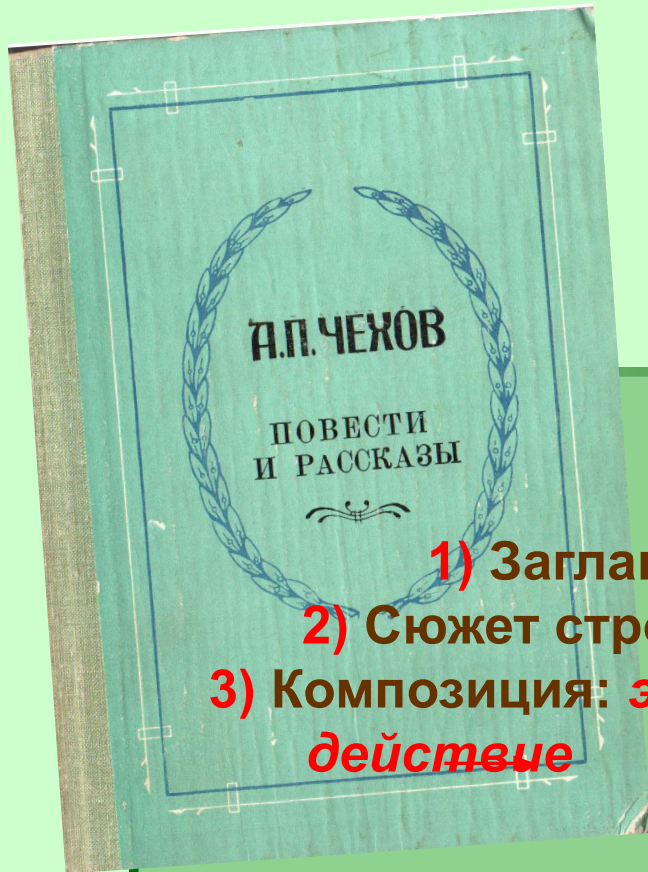 А.П. ЧЕХОВ
ПОВЕСТИ
И РАССКАЗЫ
1)
2) Сюжет
3) Композиция:
действие